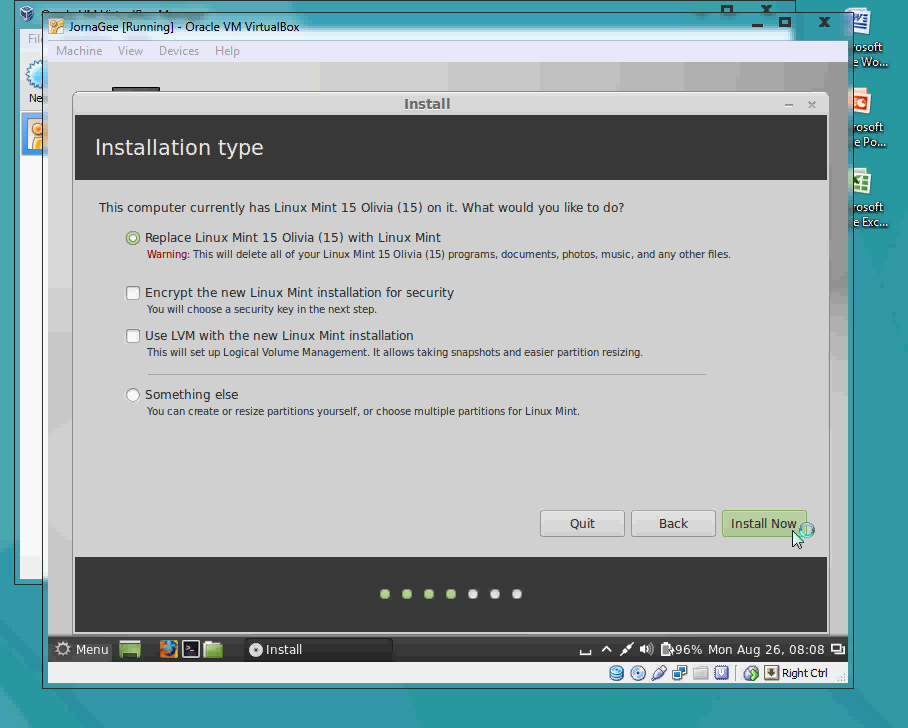 JornaGee [Running] - Oracle VM VirtualBox
Machine View Devices Help
Install
Installation type
This computer currently has Linux Mint 15 Olivia (15) on it. What would you like to do?
Replace Linux Mint 15 Olivia (15) with Linux Mint
Warning: This will delete all of your Linux Mint 15 Olivia (15) programs, documents, photos, music, and any other files.
Encrypt the new Linux Mint installation for security
You will choose a security key in the next step.
Use LVM with the new Linux Mint installation
This will set up Logical Volume Management. It allows taking snapshots and easier partition resizing.
Something else
You can create or resize partitions yourself, or choose multiple partitions for Linux Mint.
Quit Back Install Now
Menu Install 96% Mon Aug 26, 08:08
Right Ctrl
rosoft
e Wo...
rosoft
e Po...
rosoft
e Exc...